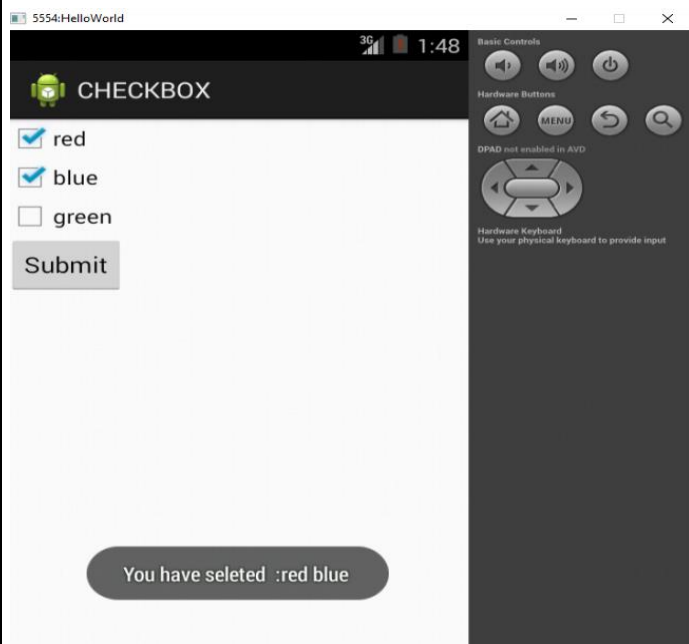 5554:HelloWorld
3G 1:48
CHECKBOX
red
blue
green
Submit
You have seleted :red blue
Basic Controls
Hardware Buttons
MENU
DPAD not enabled in AVD
Hardware Keyboard
Use your physical keyboard to provide input